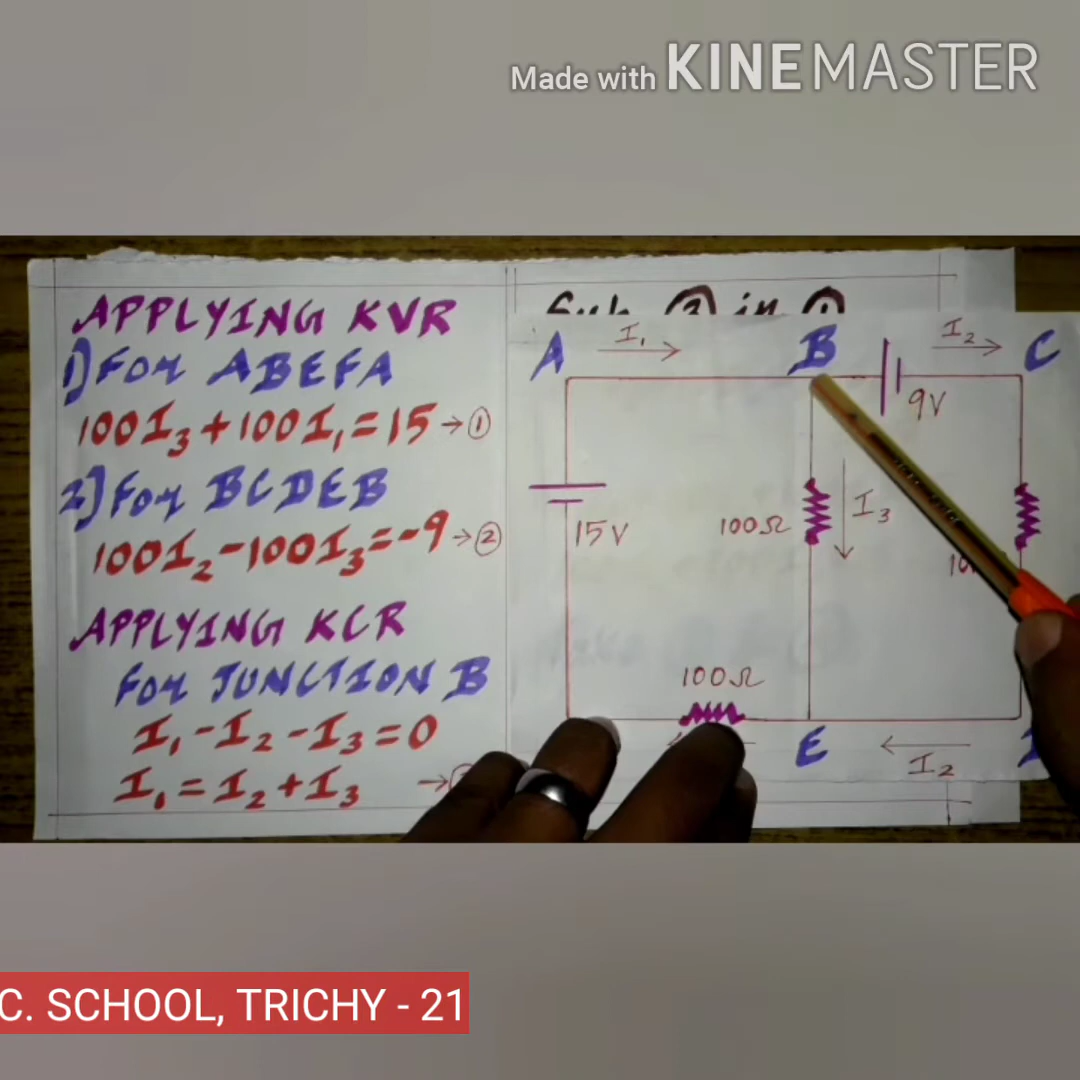 Made with KINEMASTER
APPLYING KVR
1) For ABEFA
100I₃ + 100I₁ = 15 → ①
2) For BCDEB
100I₂ - 100I₃ = -9 → ②
APPLYING KCR
For JUNCTION B
I₁ - I₂ - I₃ = 0
I₁ = I₂ + I₃ →
in ①
A I₁ B I₂ C
9V
15V 100Ω I₃
100Ω
E I₂
C. SCHOOL, TRICHY - 21